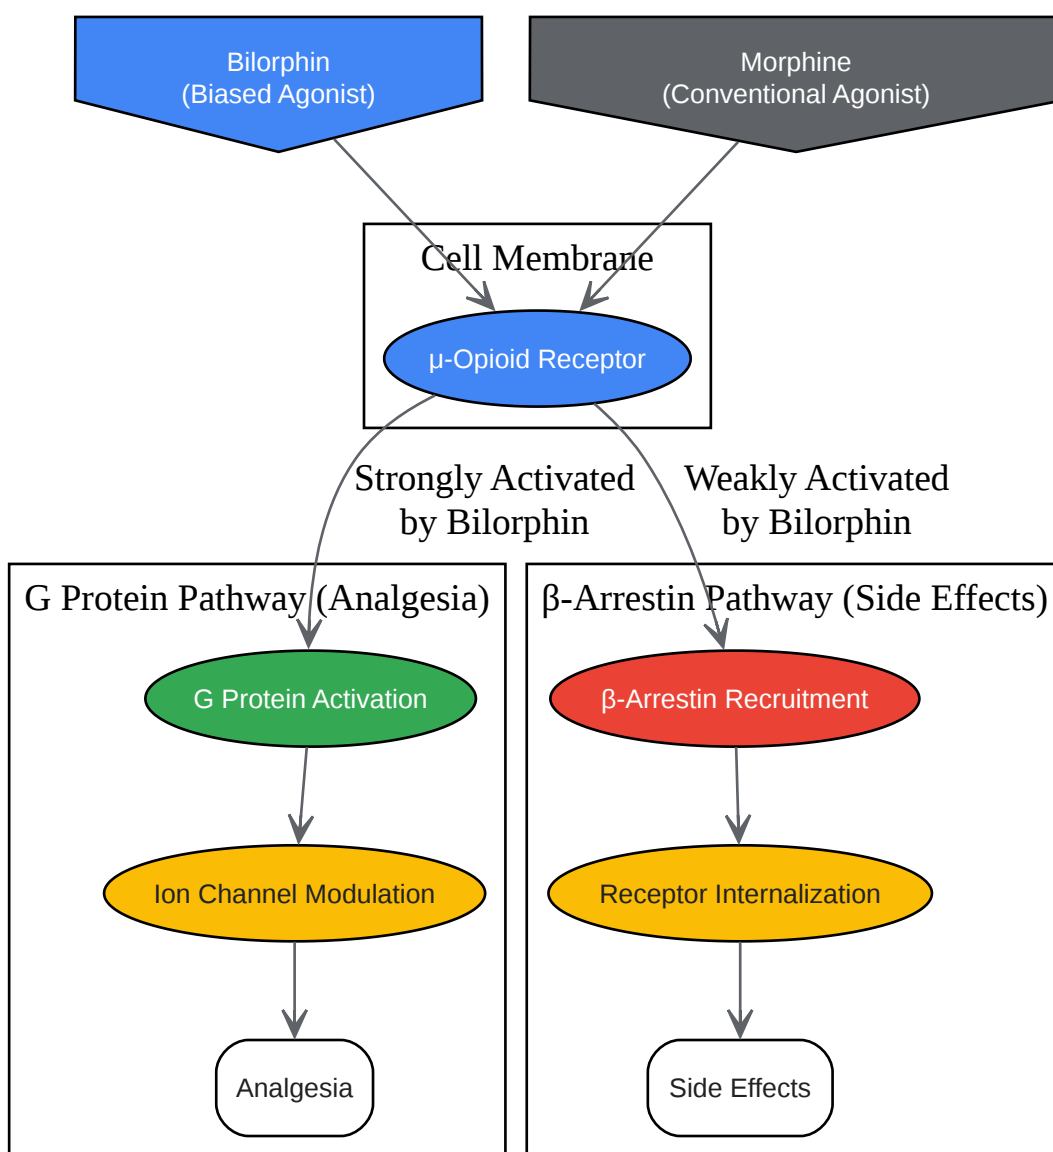 Bilorphin
(Biased Agonist)
Morphine
(Conventional Agonist)
Cell Membrane
μ-Opioid Receptor
Strongly Activated
by Bilorphin
Weakly Activated
by Bilorphin
G Protein Pathway (Analgesia)
β-Arrestin Pathway (Side Effects)
G Protein Activation
β-Arrestin Recruitment
Ion Channel Modulation
Receptor Internalization
Analgesia
Side Effects